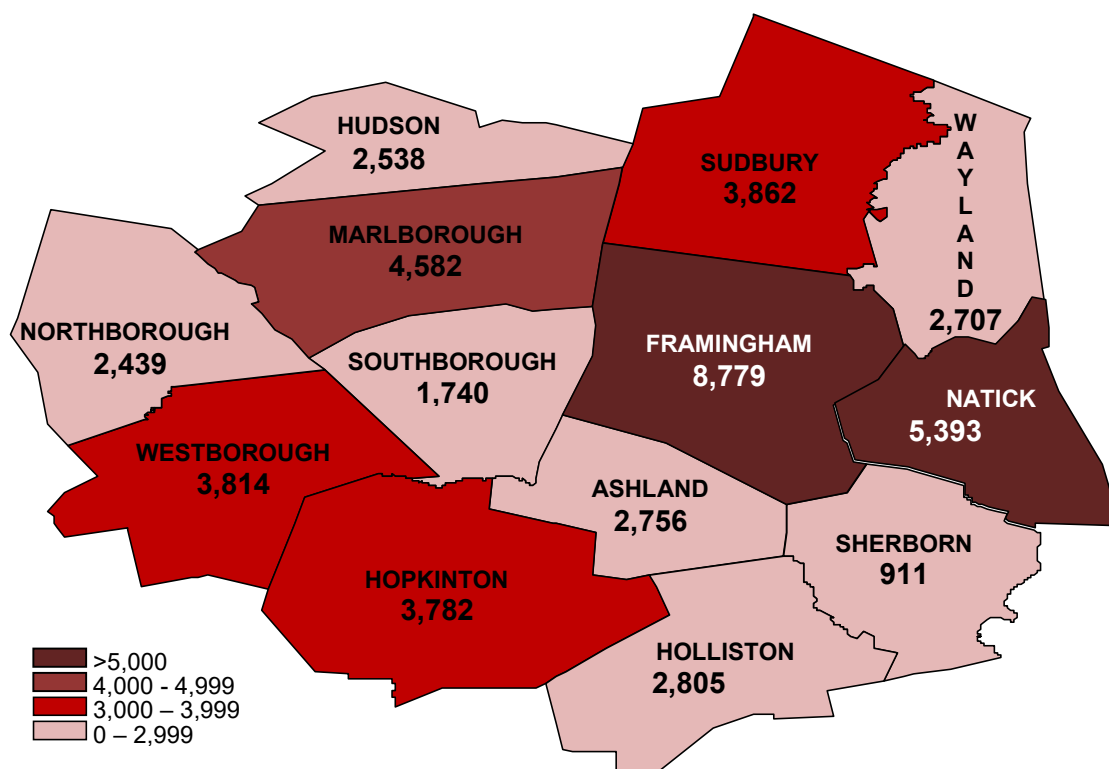 HUDSON
2,538
SUDBURY
3,862
WAYLAND
2,707
MARLBOROUGH
4,582
NORTHBOROUGH
2,439
SOUTHBOROUGH
1,740
FRAMINGHAM
8,779
NATICK
5,393
WESTBOROUGH
3,814
ASHLAND
2,756
SHERBORN
911
HOPKINTON
3,782
HOLLISTON
2,805
>5,000
4,000 - 4,999
3,000 – 3,999
0 – 2,999